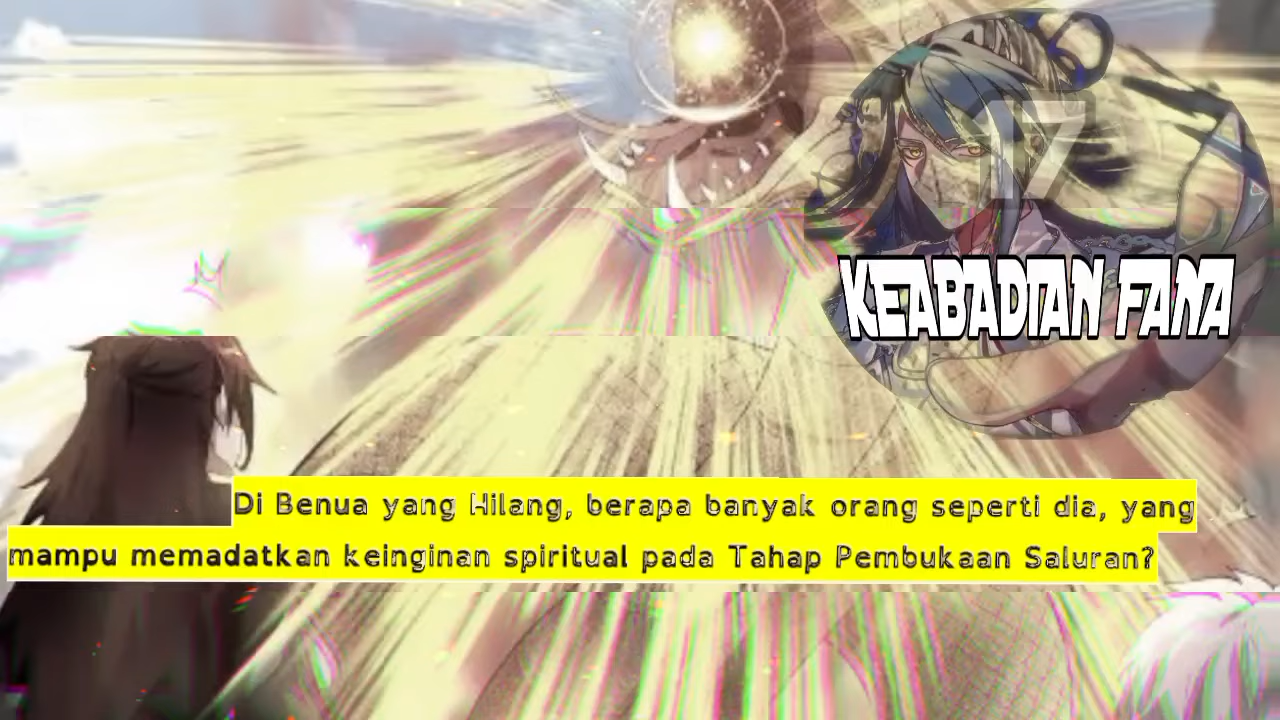 17
KEABADIAN FANA
Di Benua yang Hilang, berapa banyak orang seperti dia, yang
mampu memadatkan keinginan spiritual pada Tahap Pembukaan Saluran?